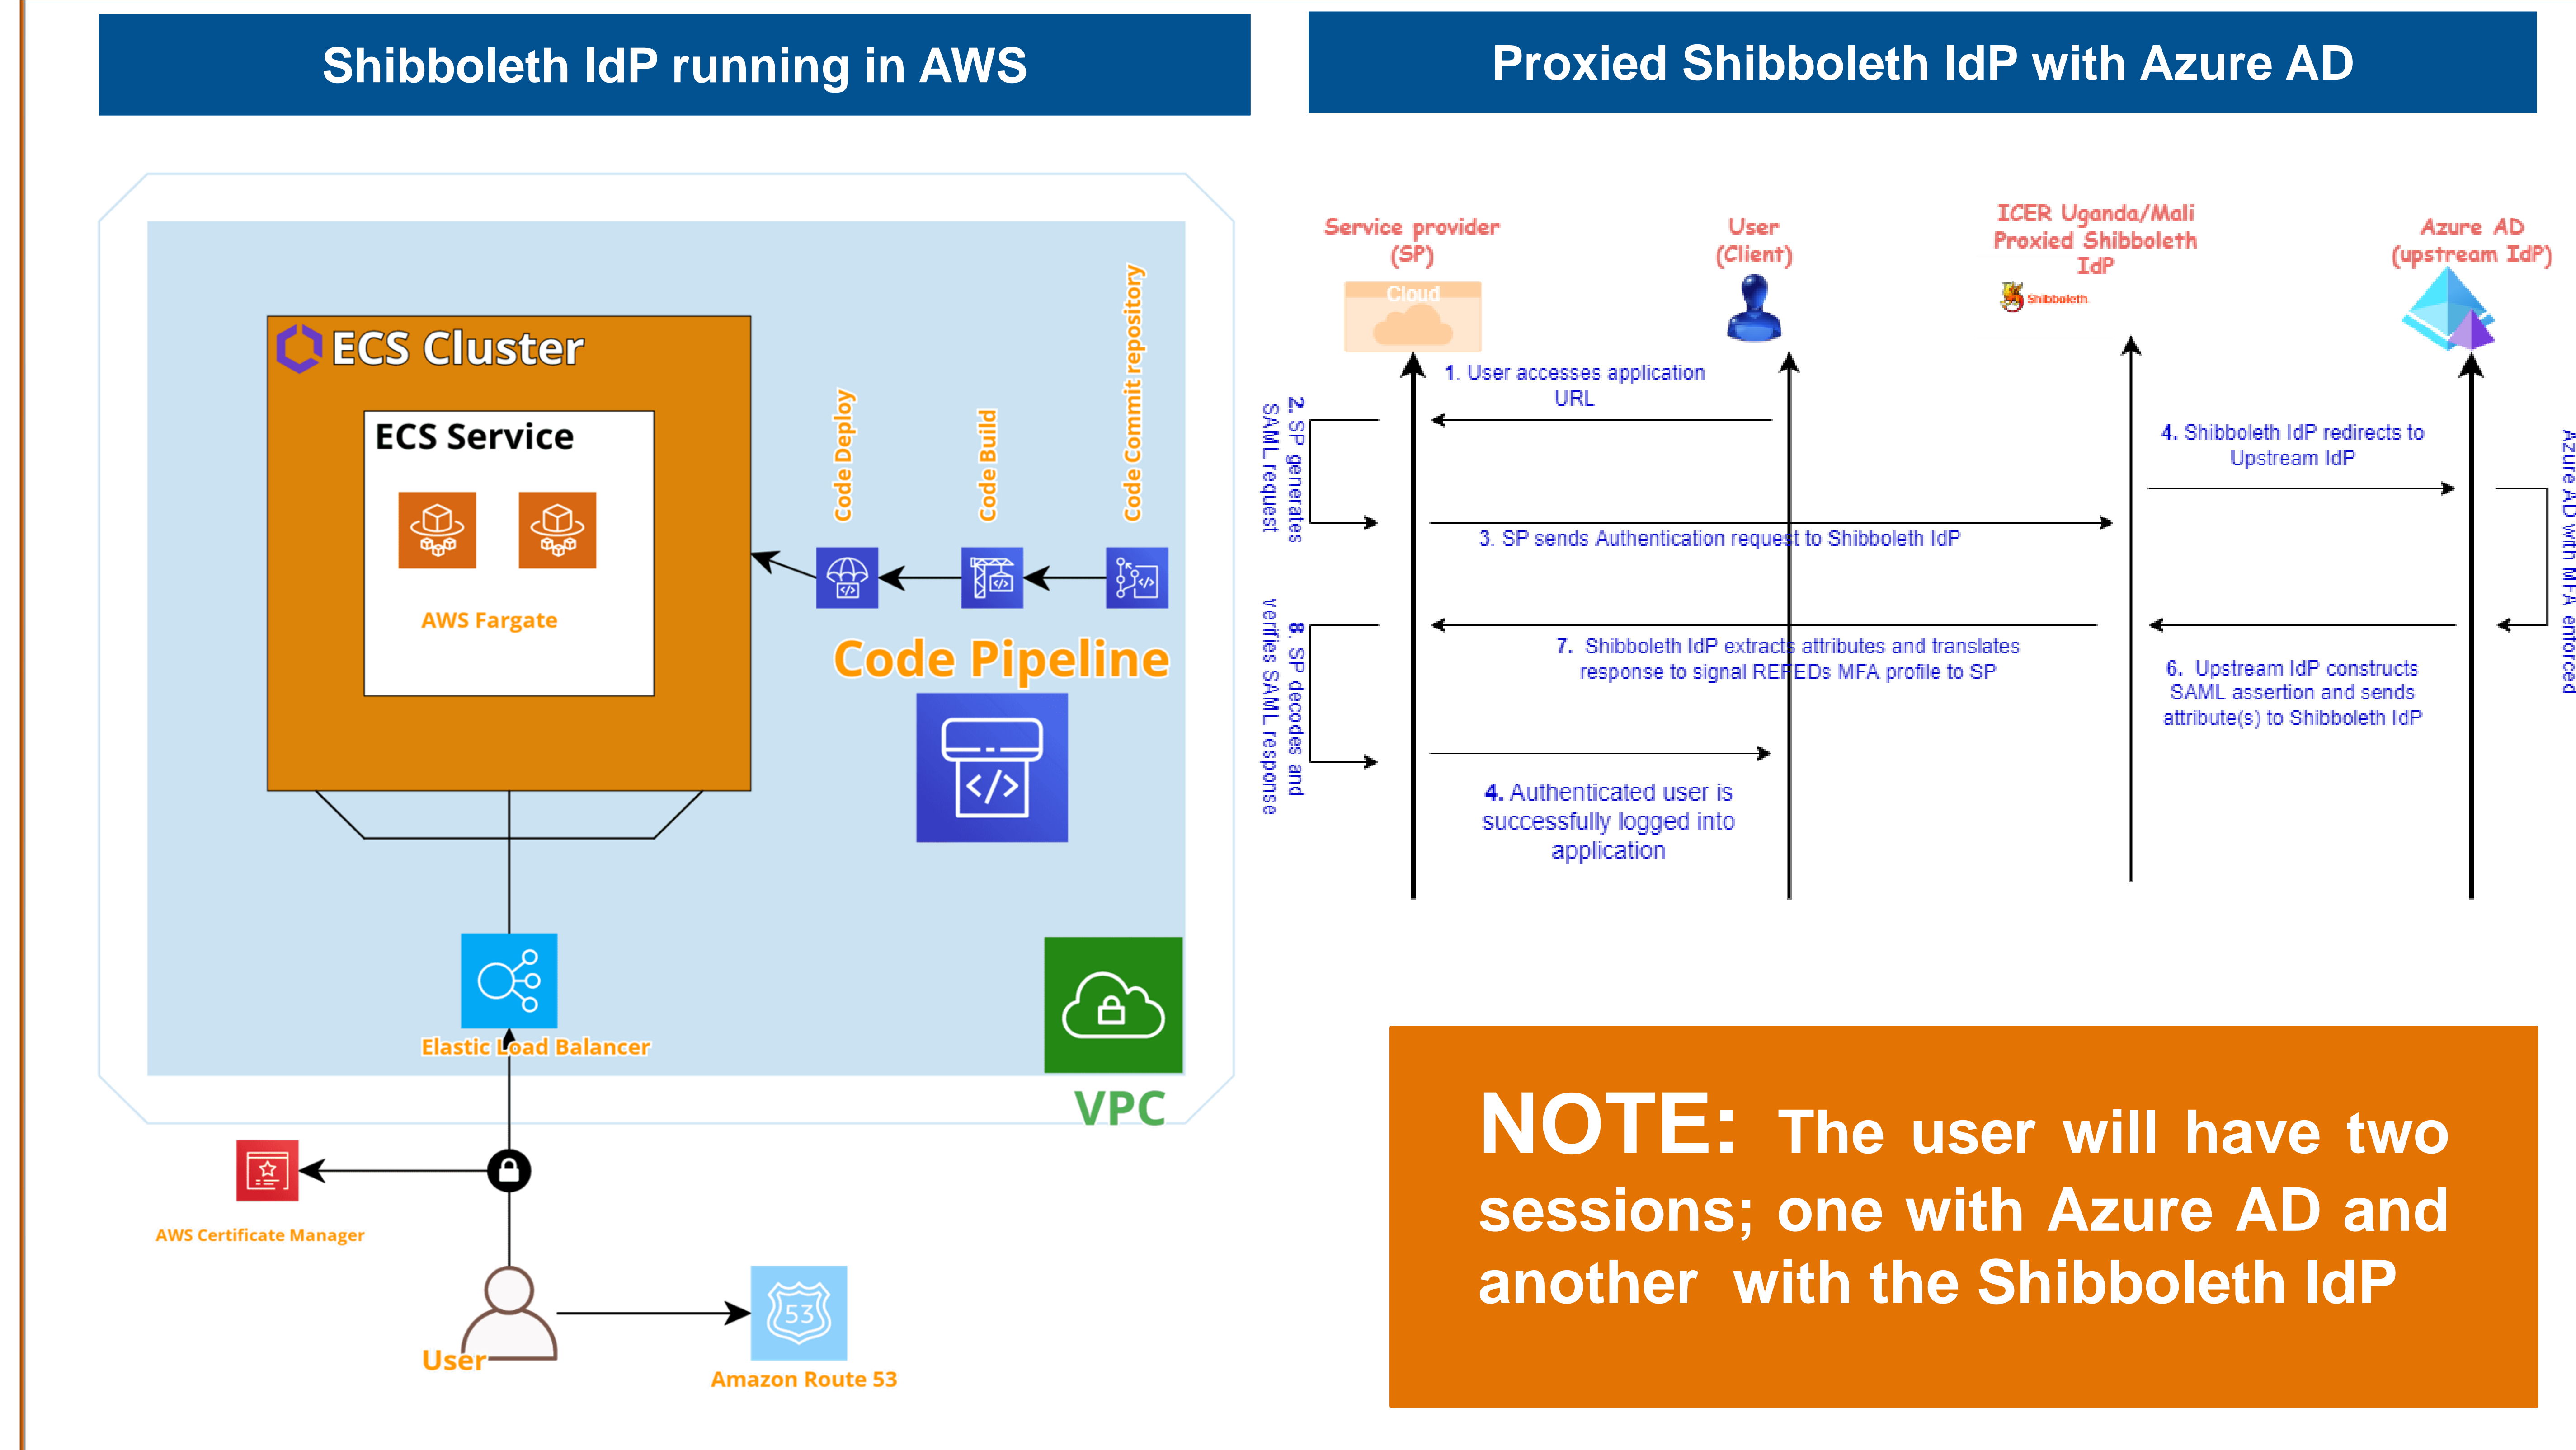 Shibboleth IdP running in AWS
ECS Cluster
ECS Service
AWS Fargate
Code Deploy
Code Build
Code Commit repository
Code Pipeline
Elastic Load Balancer
VPC
AWS Certificate Manager
User
53
Amazon Route 53
Proxied Shibboleth IdP with Azure AD
Service provider
(SP)
Cloud
User
(Client)
ICER Uganda/Mali
Proxied Shibboleth
IdP
Shibboleth.
Azure AD
(upstream IdP)
1. User accesses application
URL
2. SP generates
SAML request
3. SP sends Authentication request to Shibboleth IdP
4. Shibboleth IdP redirects to
Upstream IdP
Azure AD with MFA enforced
6. Upstream IdP constructs
SAML assertion and sends
attribute(s) to Shibboleth IdP
7. Shibboleth IdP extracts attributes and translates
response to signal REFEDs MFA profile to SP
8. SP decodes and
verifies SAML response
4. Authenticated user is
successfully logged into
application
NOTE: The user will have two
sessions; one with Azure AD and
another with the Shibboleth IdP